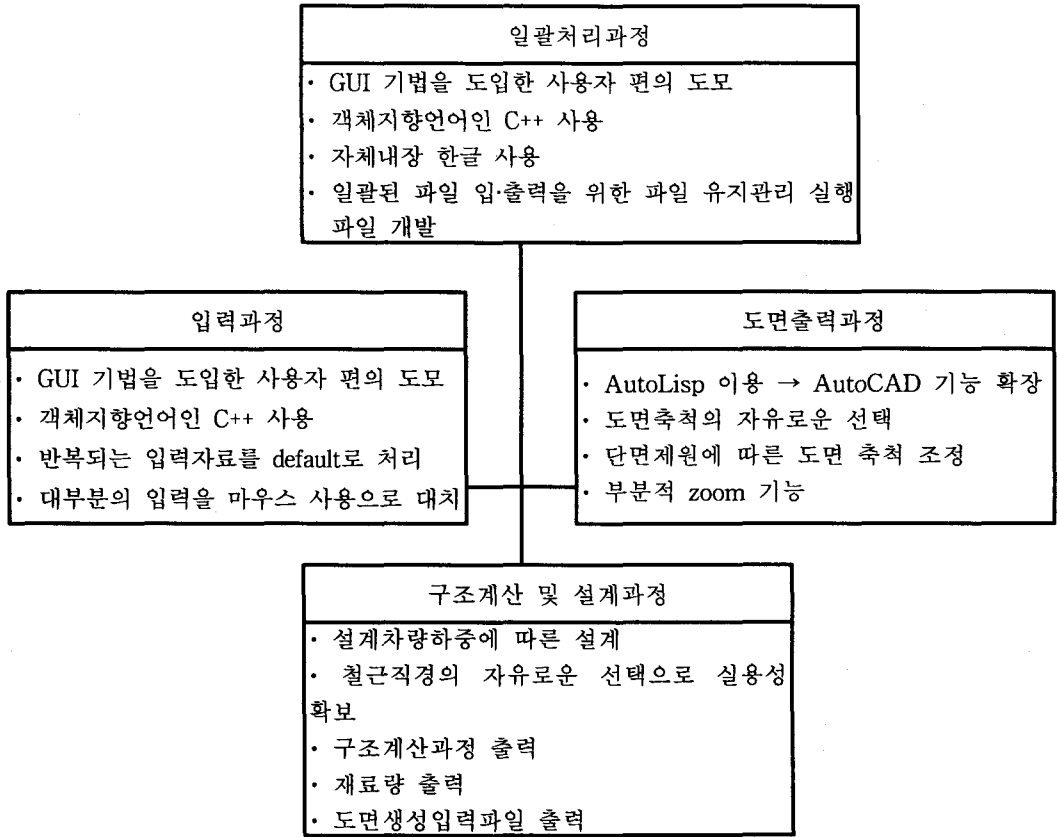 일괄처리과정
· GUI 기법을 도입한 사용자 편의 도모
· 객체지향언어인 C++ 사용
· 자체내장 한글 사용
· 일괄된 파일 입·출력을 위한 파일 유지관리 실행
파일 개발
입력과정
· GUI 기법을 도입한 사용자 편의 도모
· 객체지향언어인 C++ 사용
· 반복되는 입력자료를 default로 처리
· 대부분의 입력을 마우스 사용으로 대치
도면출력과정
· AutoLisp 이용 → AutoCAD 기능 확장
· 도면축척의 자유로운 선택
· 단면제원에 따른 도면 축척 조정
· 부분적 zoom 기능
구조계산 및 설계과정
· 설계차량하중에 따른 설계
· 철근직경의 자유로운 선택으로 실용성
확보
· 구조계산과정 출력
· 재료량 출력
· 도면생성입력파일 출력